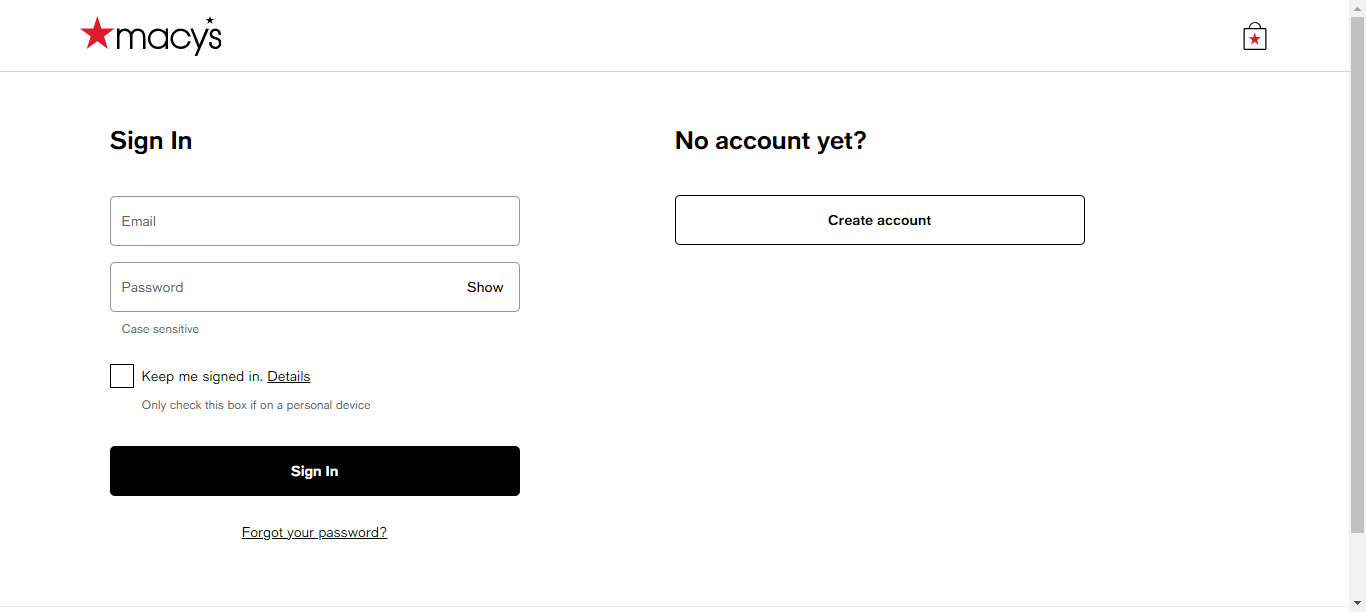 macy's
Sign In
Email
Password Show
Case sensitive
Keep me signed in. Details
Only check this box if on a personal device
Sign In
Forgot your password?
No account yet?
Create account